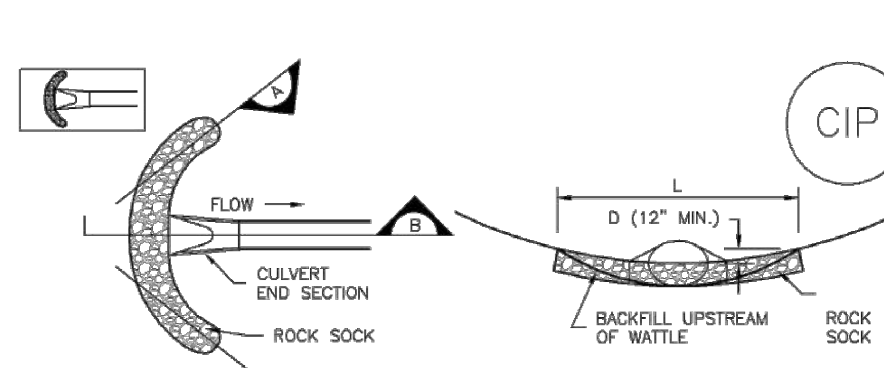 A
FLOW
B
CULVERT
END SECTION
ROCK SOCK
CIP
L
D (12" MIN.)
BACKFILL UPSTREAM
OF WATTLE
ROCK
SOCK